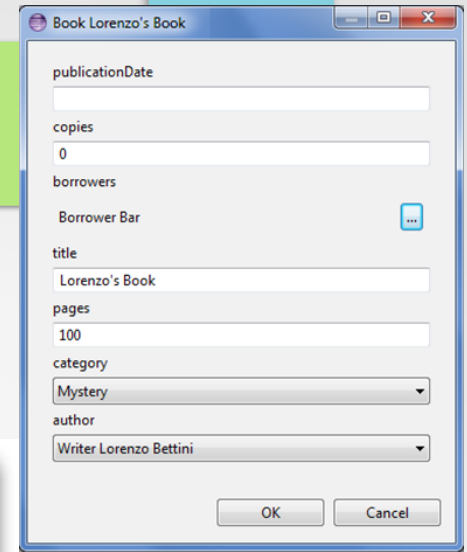 Book Lorenzo's Book
publicationDate
copies
0
borrowers
Borrower Bar
...
title
Lorenzo's Book
pages
100
category
Mystery
author
Writer Lorenzo Bettini
OK Cancel